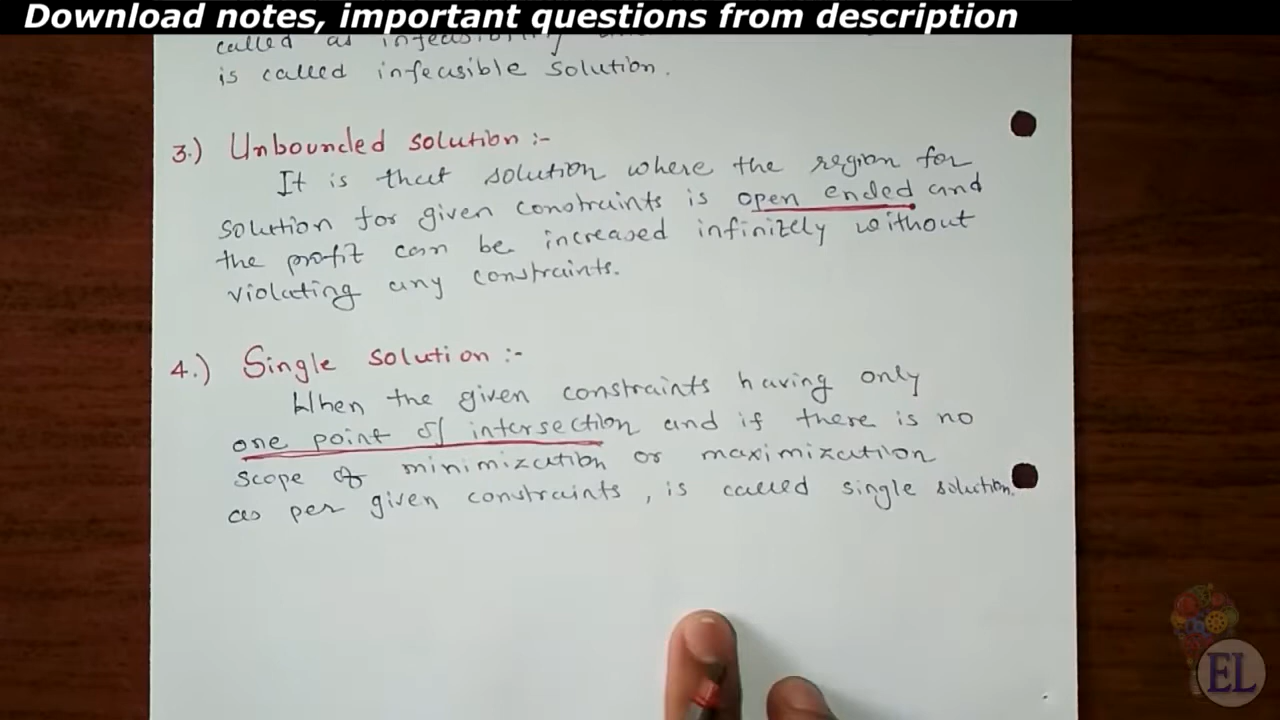 Download notes, important questions from description
called as infeasibility
is called infeasible solution.
3.) Unbounded solution :-
It is that solution where the region for
solution for given constraints is open ended and
the profit can be increased infinitely without
violating any constraints.
4.) Single solution :-
When the given constraints having only
one point of intersection and if there is no
scope of minimization or maximization
as per given constraints, is called single solution.
EL